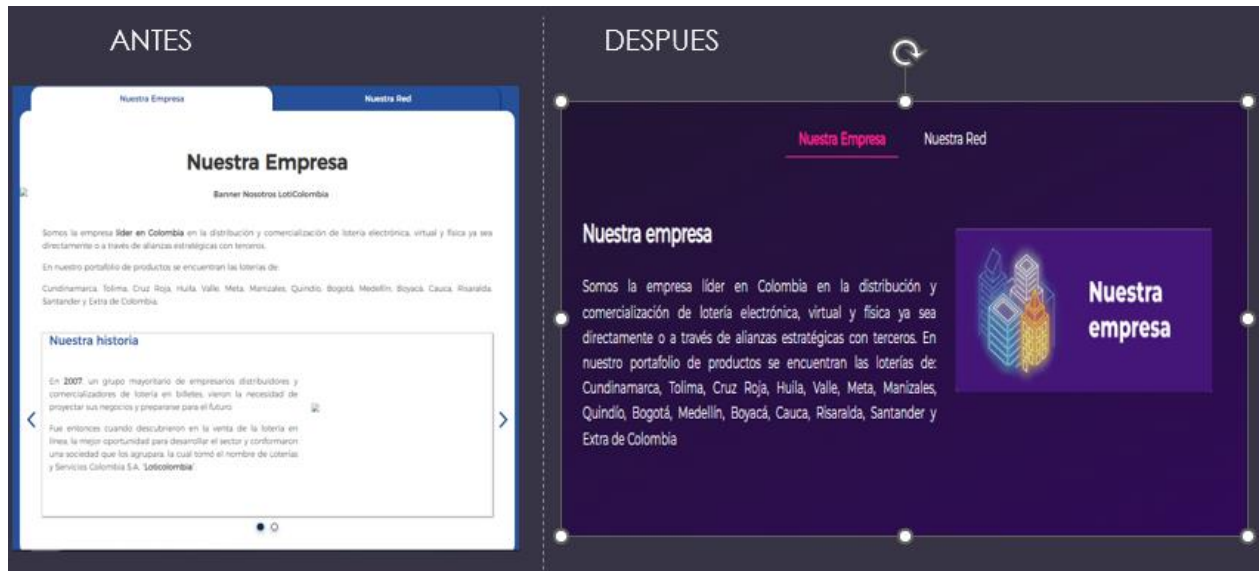 ANTES
Nuestra Empresa
Nuestra Red
Nuestra Empresa
Banner Nosotros LotiColombia
Somos la empresa líder en Colombia en la distribución y comercialización de lotería electrónica, virtual y física ya sea
directamente o a través de alianzas estratégicas con terceros.
En nuestro portafolio de productos se encuentran las loterías de:
Cundinamarca, Tolima, Cruz Roja, Huila, Valle, Meta, Manizales, Quindío, Bogotá, Medellín, Boyacá, Cauca, Risaralda,
Santander y Extra de Colombia.
Nuestra historia
En 2007, un grupo mayoritario de empresarios distribuidores y
comercializadores de lotería en billetes, vieron la necesidad de
proyectar sus negocios y prepararse para el futuro.
Fue entonces cuando descubrieron en la venta de la lotería en
línea, la mejor oportunidad para desarrollar el sector y conformaron
una sociedad que los agrupara, la cual tomó el nombre de Loterías
y Servicios Colombia S.A. "Loticolombia".
DESPUES
Nuestra Empresa
Nuestra Red
Nuestra empresa
Somos la empresa líder en Colombia en la distribución y
comercialización de lotería electrónica, virtual y física ya sea
directamente o a través de alianzas estratégicas con terceros. En
nuestro portafolio de productos se encuentran las loterías de:
Cundinamarca, Tolima, Cruz Roja, Huila, Valle, Meta, Manizales,
Quindío, Bogotá, Medellín, Boyacá, Cauca, Risaralda, Santander y
Extra de Colombia
Nuestra
empresa